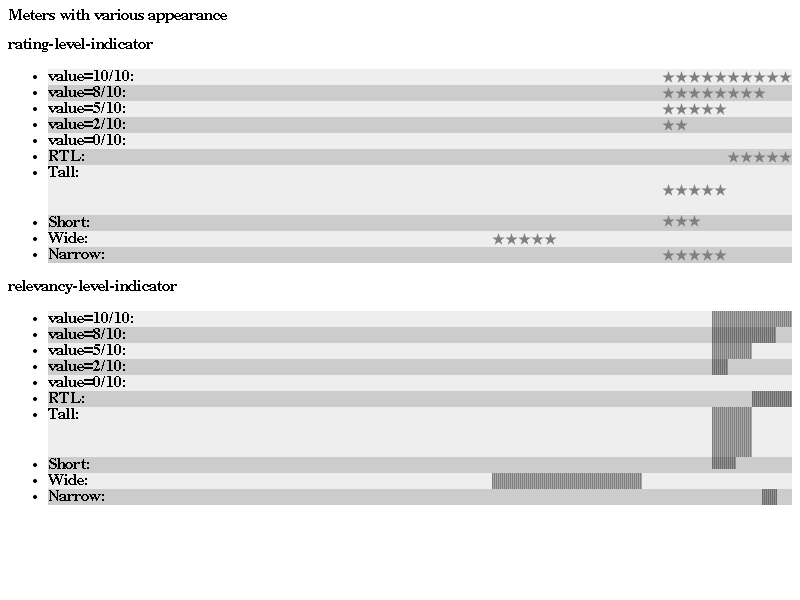 Meters with various appearance
rating-level-indicator
value=10/10:
value=8/10:
value=5/10:
value=2/10:
value=0/10:
RTL:
Tall:
Short:
Wide:
Narrow:
relevancy-level-indicator
value=10/10:
value=8/10:
value=5/10:
value=2/10:
value=0/10:
RTL:
Tall:
Short:
Wide:
Narrow: